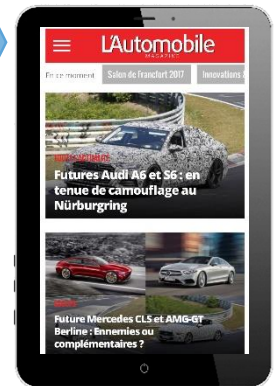 L'Automobile
MAGAZINE
En ce moment
Salon de Francfort 2017
Innovations
Futures Audi A6 et S6 : en
tenue de camouflage au
Nürburgring
Future Mercedes CLS et AMG-GT
Berline : Ennemies ou
complémentaires ?